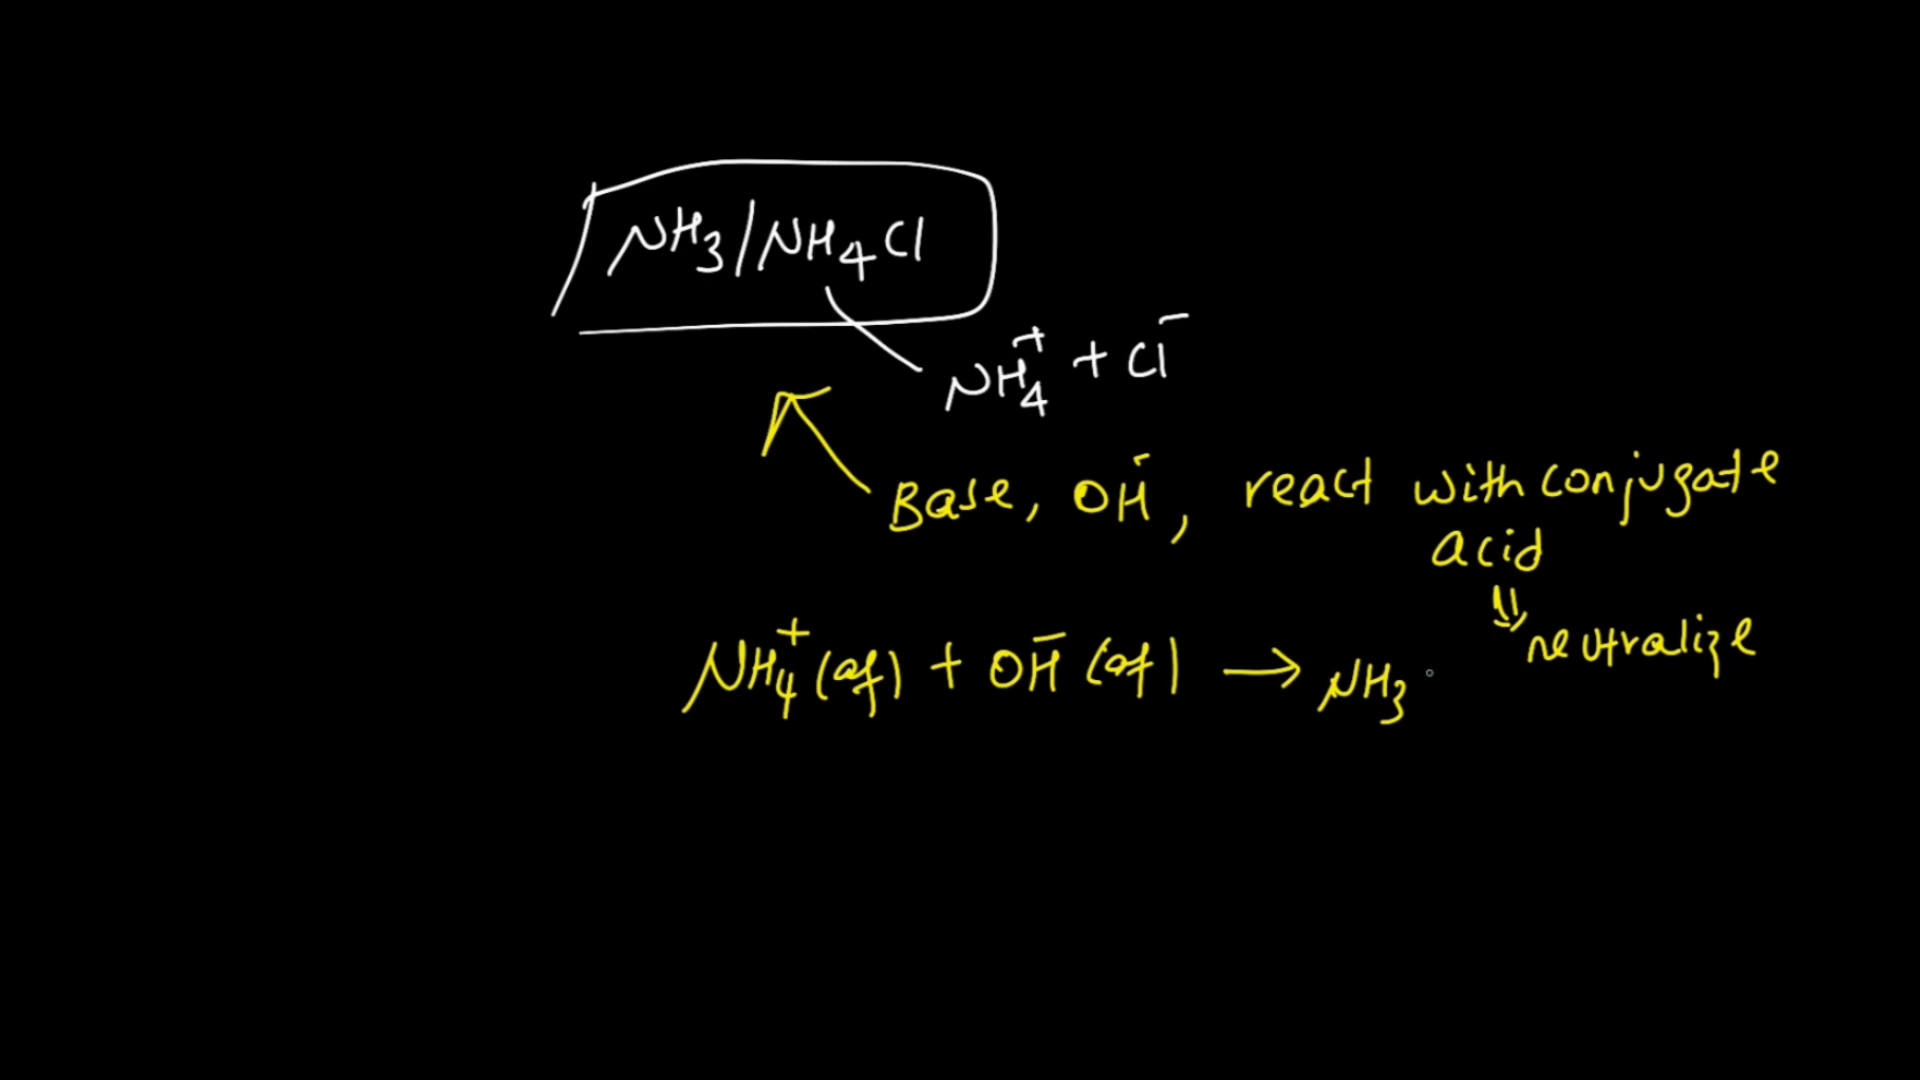 NH₃/NH₄Cl
NH₄⁺ + Cl⁻
Base, OH⁻, react with conjugate
acid
⇓
neutralize
NH₄⁺(aq) + OH⁻(aq) → NH₃